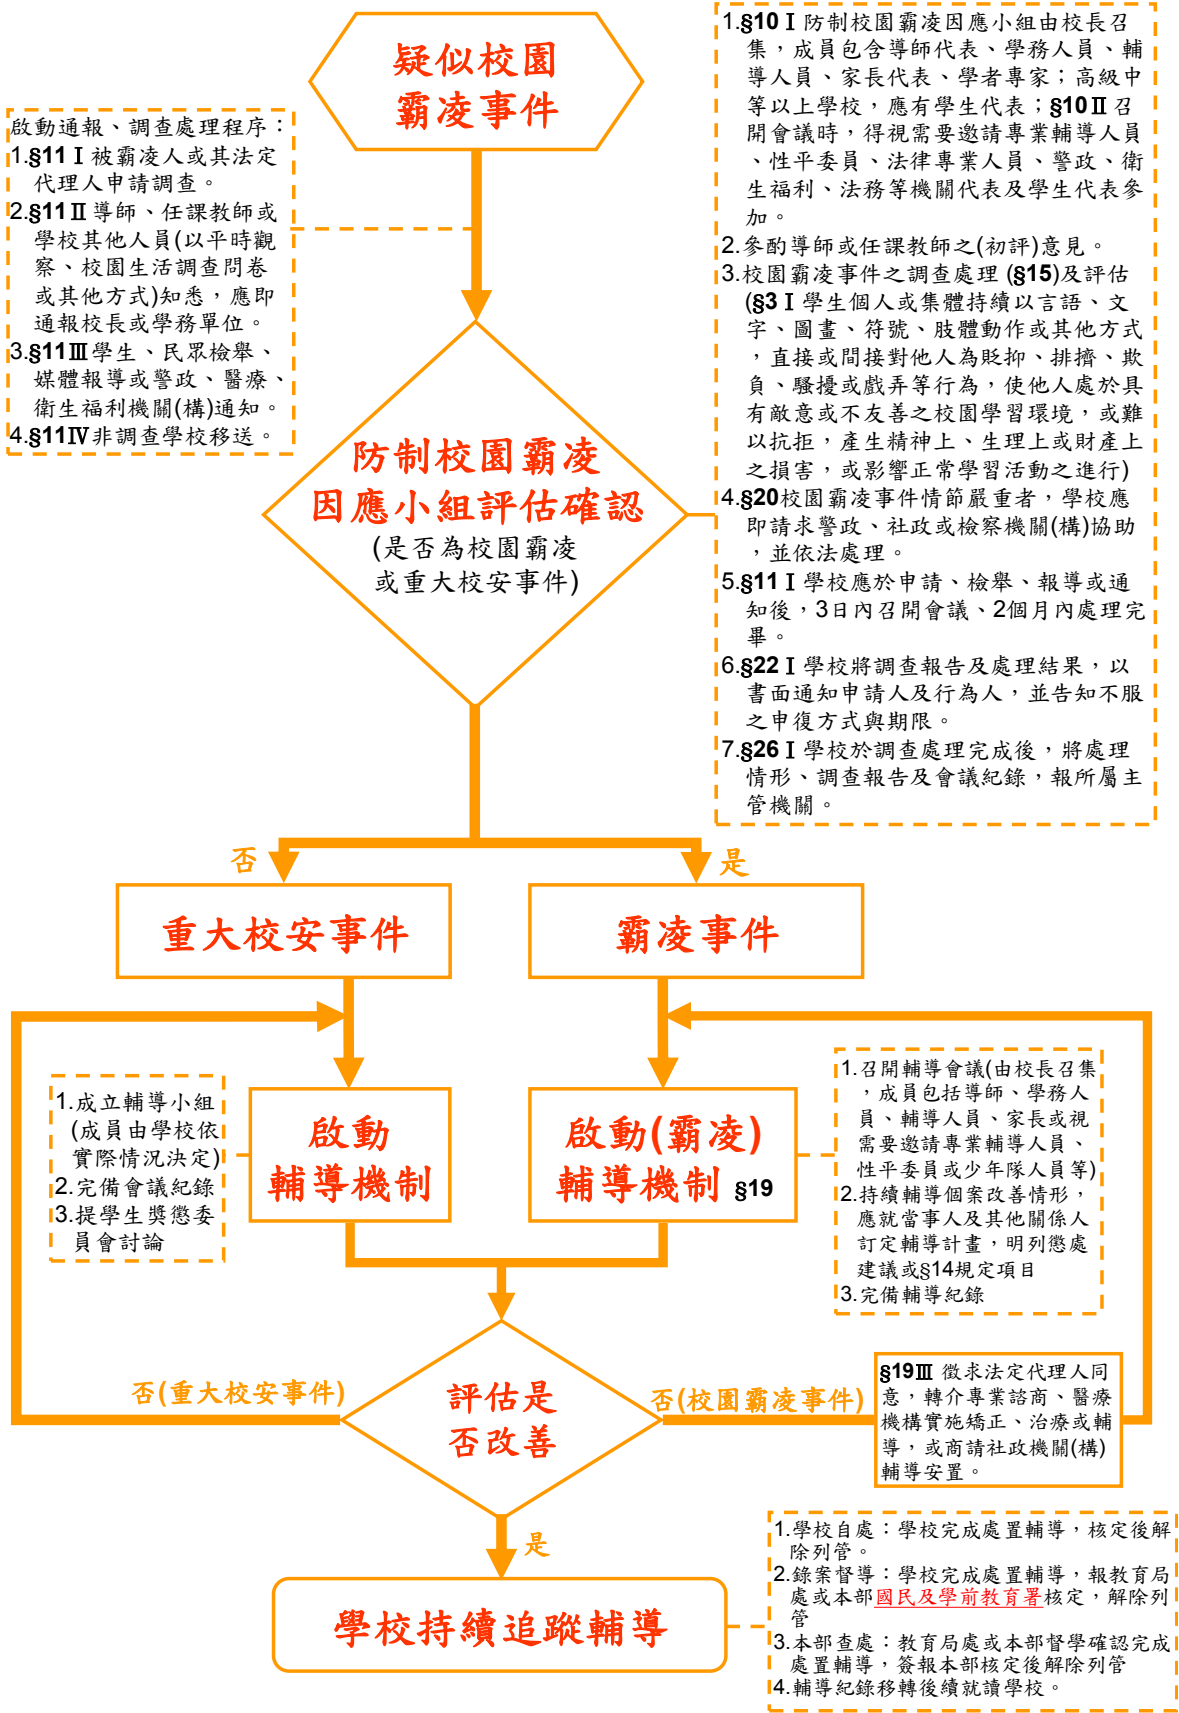 疑似校園
霸凌事件
啟動通報、調查處理程序：
1.§11Ⅰ被霸凌人或其法定
代理人申請調查。
2.§11Ⅱ導師、任課教師或
學校其他人員(以平時觀
察、校園生活調查問卷
或其他方式)知悉，應即
通報校長或學務單位。
3.§11Ⅲ學生、民眾檢舉、
媒體報導或警政、醫療、
衛生福利機關(構)通知。
4.§11Ⅳ非調查學校移送。
1.§10Ⅰ防制校園霸凌因應小組由校長召
集，成員包含導師代表、學務人員、輔
導人員、家長代表、學者專家；高級中
等以上學校，應有學生代表；§10Ⅱ召
開會議時，得視需要邀請專業輔導人員
、性平委員、法律專業人員、警政、衛
生福利、法務等機關代表及學生代表參
加。
2.參酌導師或任課教師之(初評)意見。
3.校園霸凌事件之調查處理 (§15)及評估
(§3Ⅰ學生個人或集體持續以言語、文
字、圖畫、符號、肢體動作或其他方式
，直接或間接對他人為貶抑、排擠、欺
負、騷擾或戲弄等行為，使他人處於具
有敵意或不友善之校園學習環境，或難
以抗拒，產生精神上、生理上或財產上
之損害，或影響正常學習活動之進行)
4.§20校園霸凌事件情節嚴重者，學校應
即請求警政、社政或檢察機關(構)協助
，並依法處理。
5.§11Ⅰ學校應於申請、檢舉、報導或通
知後，3日內召開會議、2個月內處理完
畢。
6.§22Ⅰ學校將調查報告及處理結果，以
書面通知申請人及行為人，並告知不服
之申復方式與期限。
7.§26Ⅰ學校於調查處理完成後，將處理
情形、調查報告及會議紀錄，報所屬主
管機關。
防制校園霸凌
因應小組評估確認
(是否為校園霸凌
或重大校安事件)
否
是
重大校安事件
霸凌事件
1.成立輔導小組
(成員由學校依
實際情況決定)
2.完備會議紀錄
3.提學生獎懲委
員會討論
啟動
輔導機制
啟動(霸凌)
輔導機制 §19
1.召開輔導會議(由校長召集
，成員包括導師、學務人
員、輔導人員、家長或視
需要邀請專業輔導人員、
性平委員或少年隊人員等)
2.持續輔導個案改善情形，
應就當事人及其他關係人
訂定輔導計畫，明列懲處
建議或§14規定項目
3.完備輔導紀錄
否(重大校安事件)
評估是
否改善
否(校園霸凌事件)
§19Ⅲ 徵求法定代理人同
意，轉介專業諮商、醫療
機構實施矯正、治療或輔
導，或商請社政機關(構)
輔導安置。
是
學校持續追蹤輔導
1.學校自處：學校完成處置輔導，核定後解
除列管。
2.錄案督導：學校完成處置輔導，報教育局
處或本部國民及學前教育署核定，解除列
管
3.本部查處：教育局處或本部督學確認完成
處置輔導，簽報本部核定後解除列管
4.輔導紀錄移轉後續就讀學校。